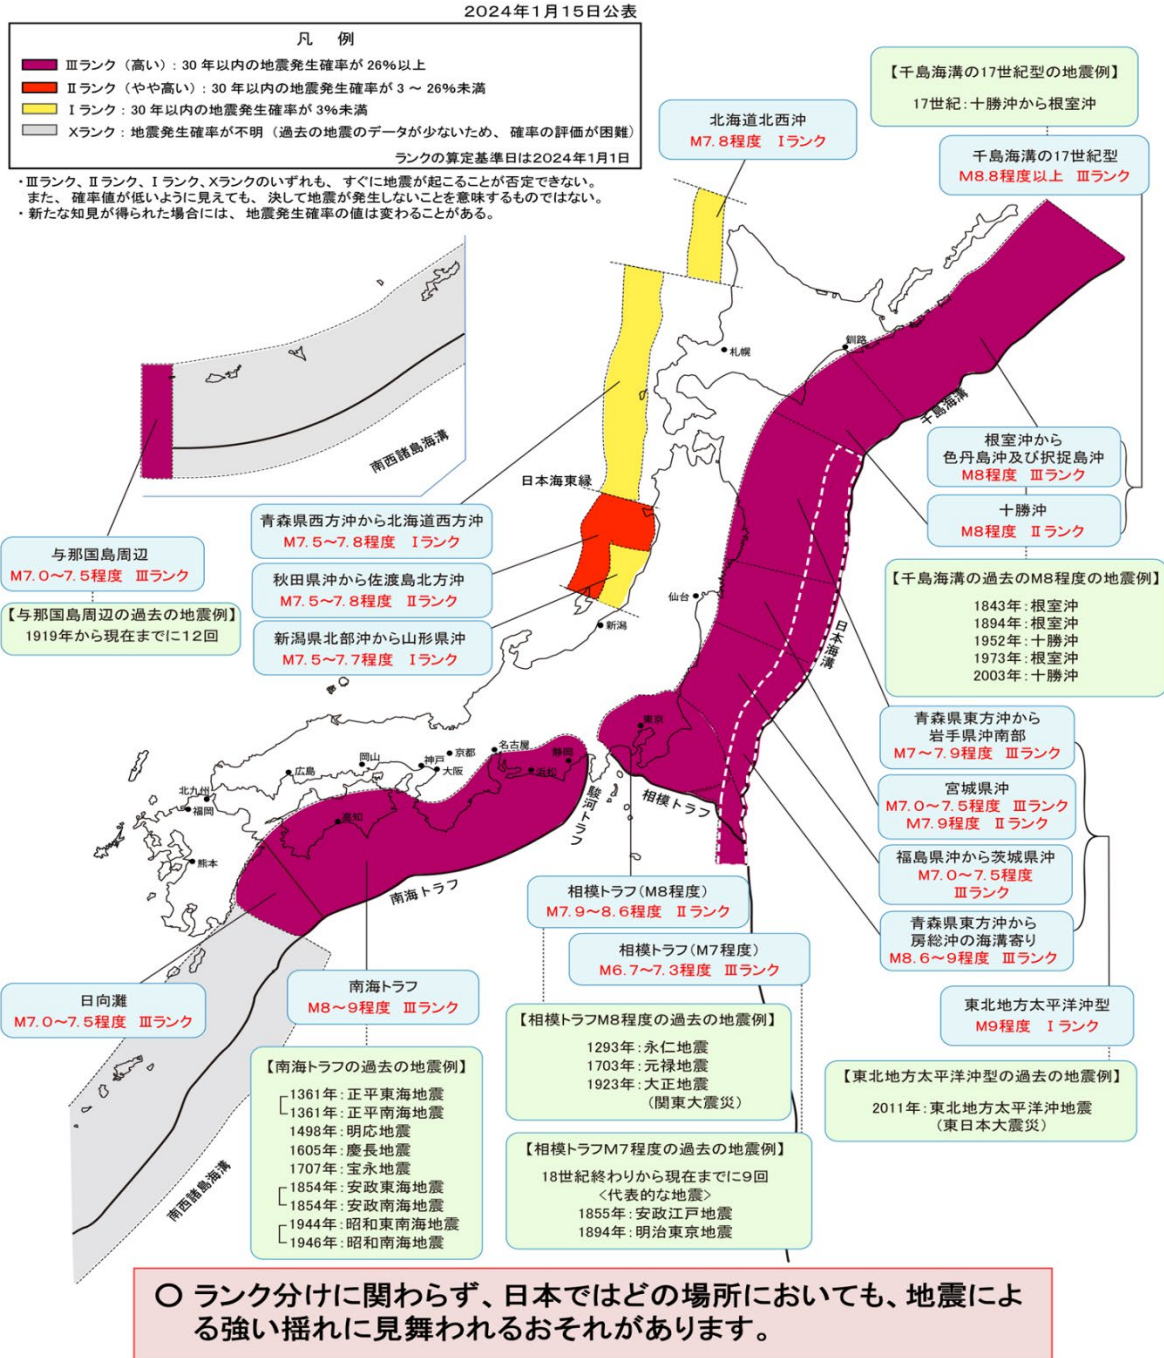 2024年1月15日公表
凡 例
Ⅲランク（高い）：30 年以内の地震発生確率が 26%以上
Ⅱランク（やや高い）：30 年以内の地震発生確率が 3 ～ 26%未満
Ⅰランク：30 年以内の地震発生確率が 3%未満
Xランク：地震発生確率が不明（過去の地震のデータが少ないため、確率の評価が困難）
ランクの算定基準日は2024年1月1日
・Ⅲランク、Ⅱランク、Ⅰランク、Xランクのいずれも、すぐに地震が起こることが否定できない。
また、確率値が低いように見えても、決して地震が発生しないことを意味するものではない。
・新たな知見が得られた場合には、地震発生確率の値は変わることがある。
北海道北西沖
M7.8程度 Ⅰランク
【千島海溝の17世紀型の地震例】
17世紀：十勝沖から根室沖
千島海溝の17世紀型
M8.8程度以上 Ⅲランク
札幌
釧路
千島海溝
南西諸島海溝
日本海東縁
根室沖から
色丹島沖及び択捉島沖
M8程度 Ⅲランク
十勝沖
M8程度 Ⅱランク
青森県西方沖から北海道西方沖
M7.5～7.8程度 Ⅰランク
秋田県沖から佐渡島北方沖
M7.5～7.8程度 Ⅱランク
新潟県北部沖から山形県沖
M7.5～7.7程度 Ⅰランク
与那国島周辺
M7.0～7.5程度 Ⅲランク
【与那国島周辺の過去の地震例】
1919年から現在までに12回
【千島海溝の過去のM8程度の地震例】
1843年：根室沖
1894年：根室沖
1952年：十勝沖
1973年：根室沖
2003年：十勝沖
仙台
新潟
日本海溝
青森県東方沖から
岩手県沖南部
M7～7.9程度 Ⅲランク
宮城県沖
M7.0～7.5程度 Ⅲランク
M7.9程度 Ⅱランク
福島県沖から茨城県沖
M7.0～7.5程度
Ⅲランク
青森県東方沖から
房総沖の海溝寄り
M8.6～9程度 Ⅲランク
東北地方太平洋沖型
M9程度 Ⅰランク
【東北地方太平洋沖型の過去の地震例】
2011年：東北地方太平洋沖地震
（東日本大震災）
東京
名古屋
静岡
浜松
京都
神戸
大阪
岡山
広島
北九州
福岡
高知
熊本
駿河トラフ
相模トラフ
南海トラフ
相模トラフ（M8程度）
M7.9～8.6程度 Ⅱランク
相模トラフ（M7程度）
M6.7～7.3程度 Ⅲランク
日向灘
M7.0～7.5程度 Ⅲランク
南海トラフ
M8～9程度 Ⅲランク
【南海トラフの過去の地震例】
1361年：正平東海地震
1361年：正平南海地震
1498年：明応地震
1605年：慶長地震
1707年：宝永地震
1854年：安政東海地震
1854年：安政南海地震
1944年：昭和東南海地震
1946年：昭和南海地震
【相模トラフM8程度の過去の地震例】
1293年：永仁地震
1703年：元禄地震
1923年：大正地震
（関東大震災）
【相模トラフM7程度の過去の地震例】
18世紀終わりから現在までに9回
＜代表的な地震＞
1855年：安政江戸地震
1894年：明治東京地震
南西諸島海溝
〇 ランク分けに関わらず、日本ではどの場所においても、地震によ
る強い揺れに見舞われるおそれがあります。